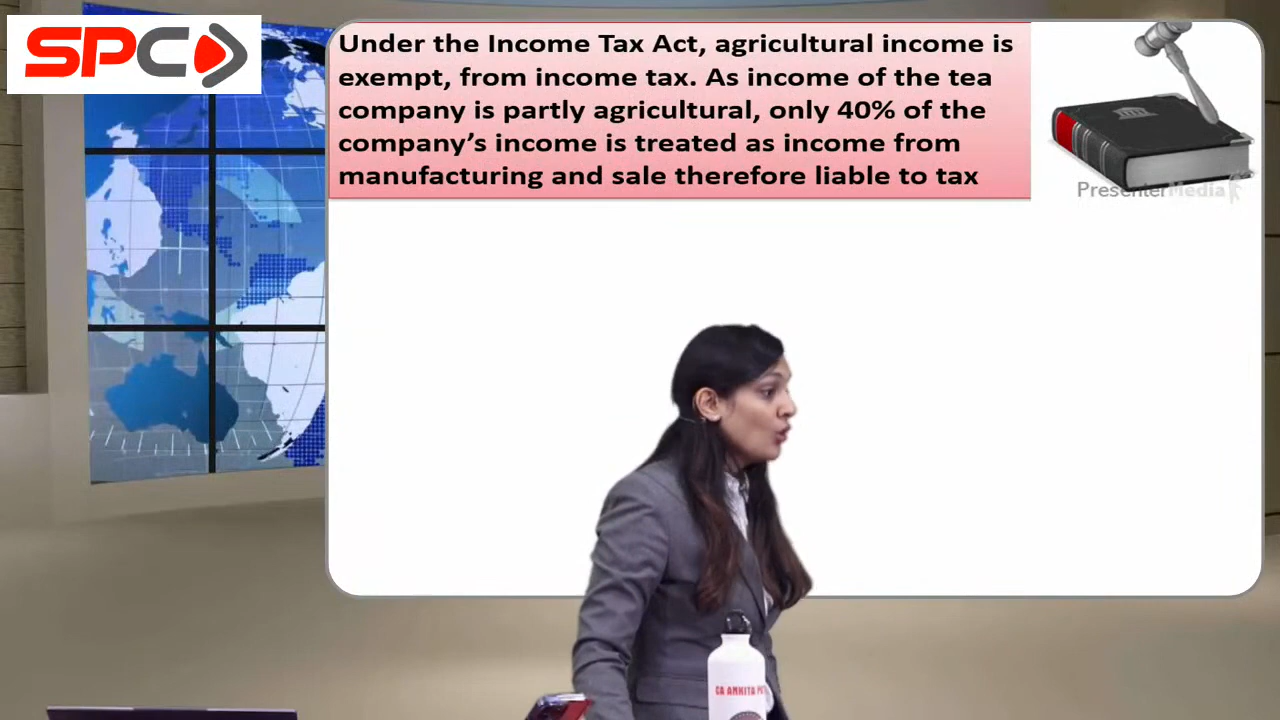 SPC
Under the Income Tax Act, agricultural income is
exempt, from income tax. As income of the tea
company is partly agricultural, only 40% of the
company’s income is treated as income from
manufacturing and sale therefore liable to tax
PresenterMedia
CA ANKITA